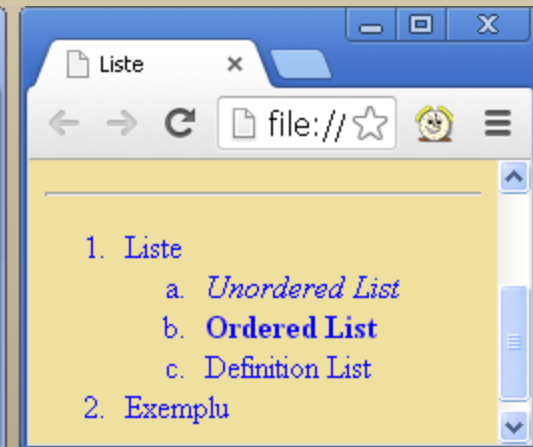 Liste
file://
1. Liste
a. Unordered List
b. Ordered List
c. Definition List
2. Exemplu